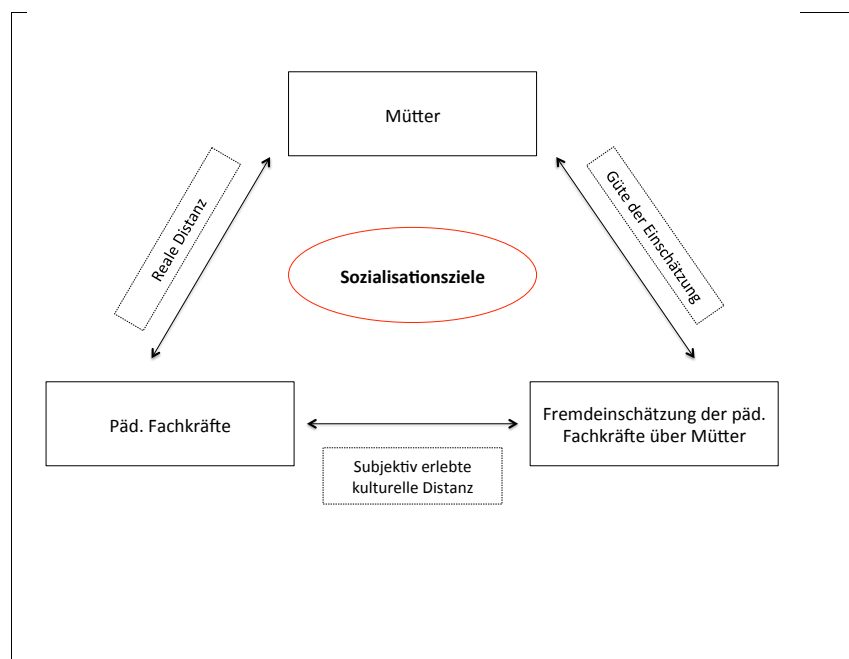 Mütter
Reale Distanz
Güte der Einschätzung
Sozialisationsziele
Päd. Fachkräfte
Fremdeinschätzung der päd.
Fachkräfte über Mütter
Subjektiv erlebte
kulturelle Distanz